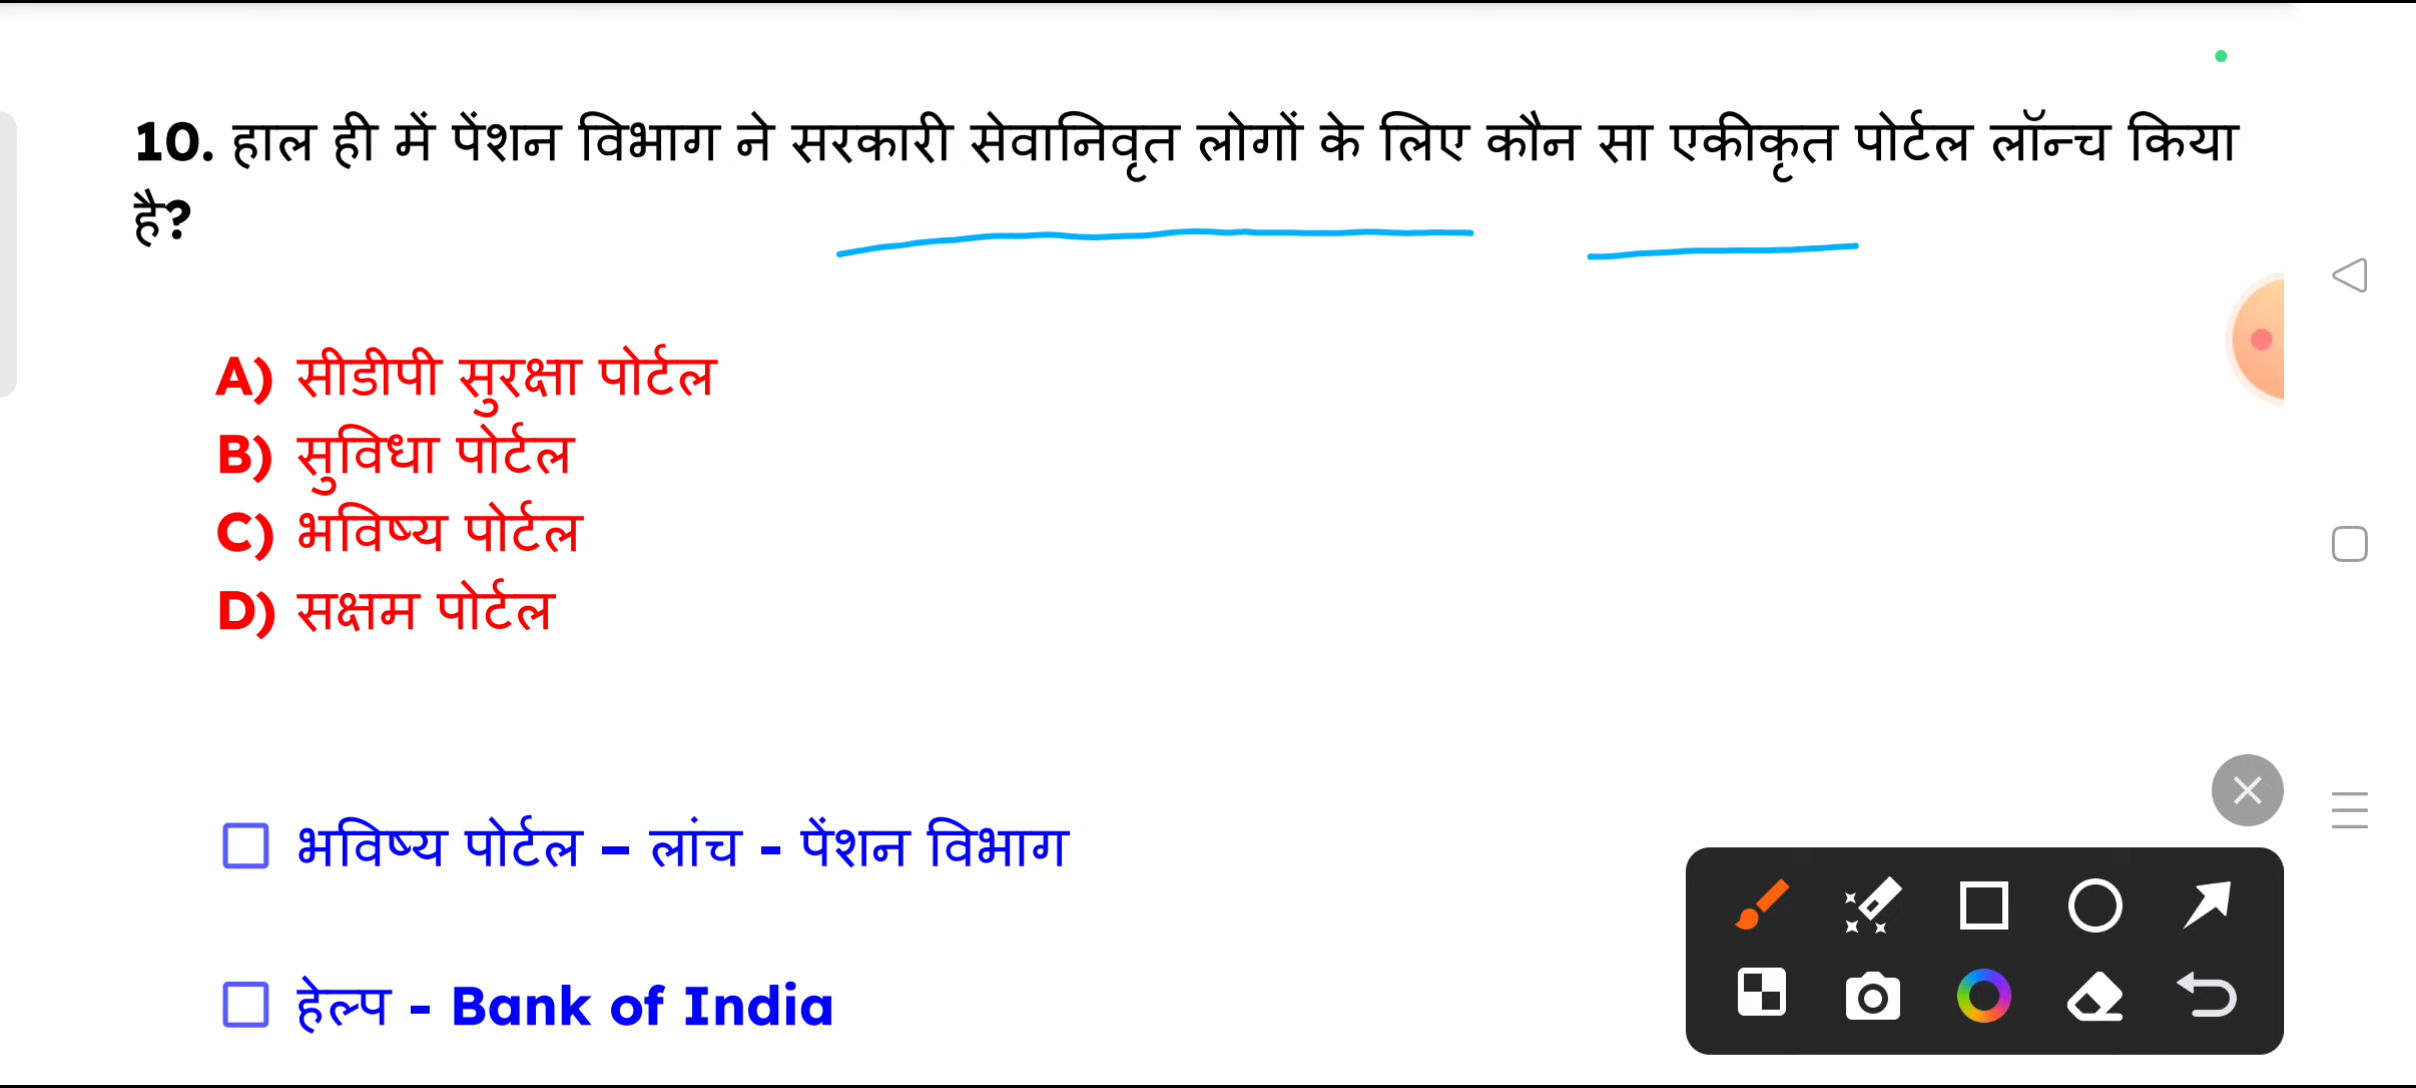 10. हाल ही में पेंशन विभाग ने सरकारी सेवानिवृत लोगों के लिए कौन सा एकीकृत पोर्टल लॉन्च किया
है?
A) सीडीपी सुरक्षा पोर्टल
B) सुविधा पोर्टल
C) भविष्य पोर्टल
D) सक्षम पोर्टल
भविष्य पोर्टल – लांच - पेंशन विभाग
हेल्प - Bank of India